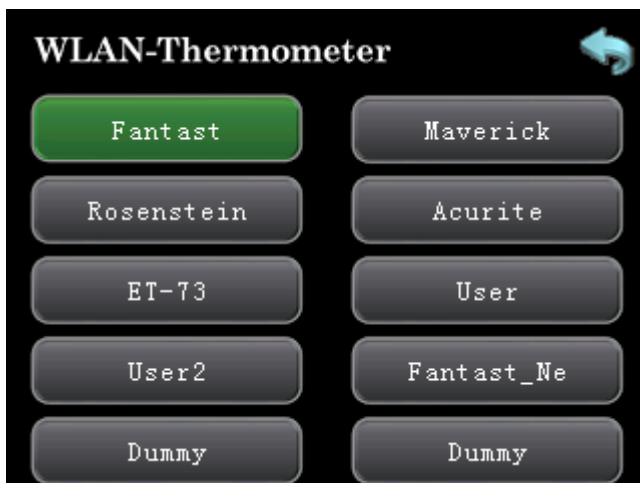 WLAN-Thermometer
Fantast
Maverick
Rosenstein
Acurite
ET-73
User
User2
Fantast_Ne
Dummy
Dummy